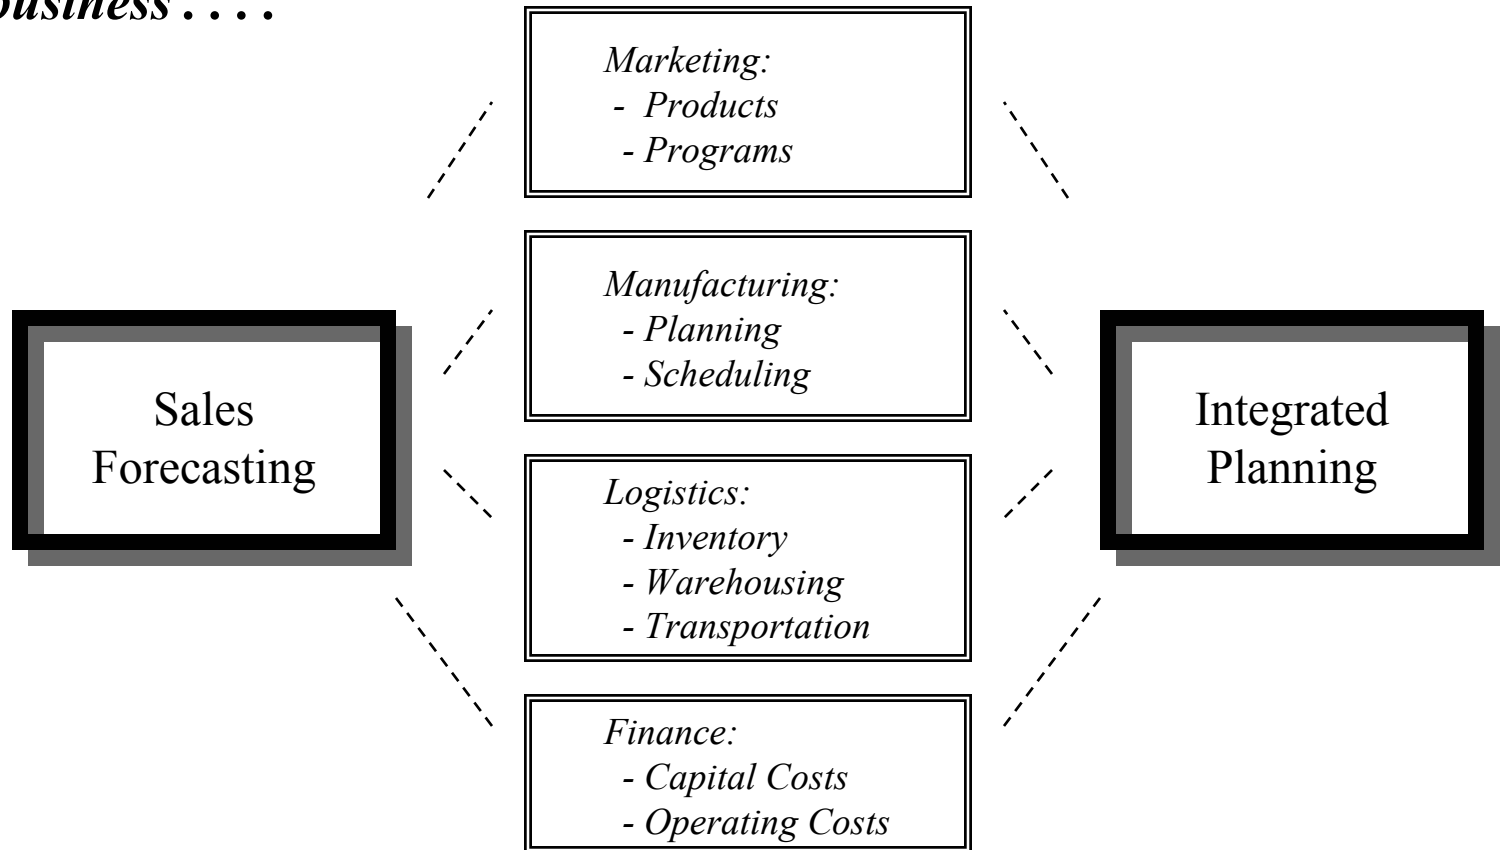 business . . . .
Marketing:
- Products
- Programs
Manufacturing:
- Planning
- Scheduling
Sales
Forecasting
Integrated
Planning
Logistics:
- Inventory
- Warehousing
- Transportation
Finance:
- Capital Costs
- Operating Costs